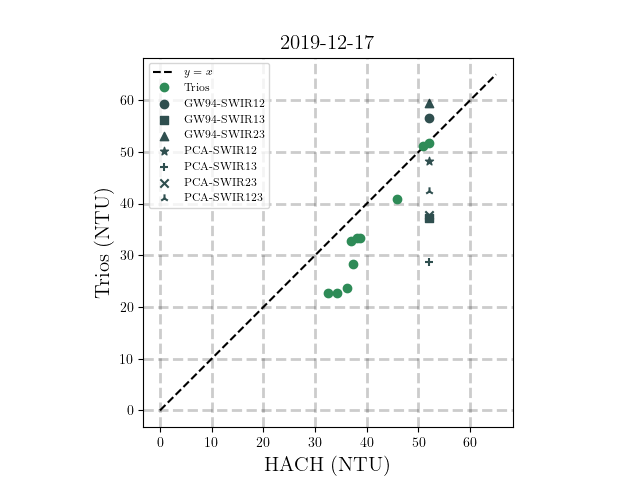 2019-12-17
y = x
Trios
GW94-SWIR12
GW94-SWIR13
GW94-SWIR23
PCA-SWIR12
PCA-SWIR13
PCA-SWIR23
PCA-SWIR123
Trios (NTU)
60
50
40
30
20
10
0
0 10 20 30 40 50 60
HACH (NTU)